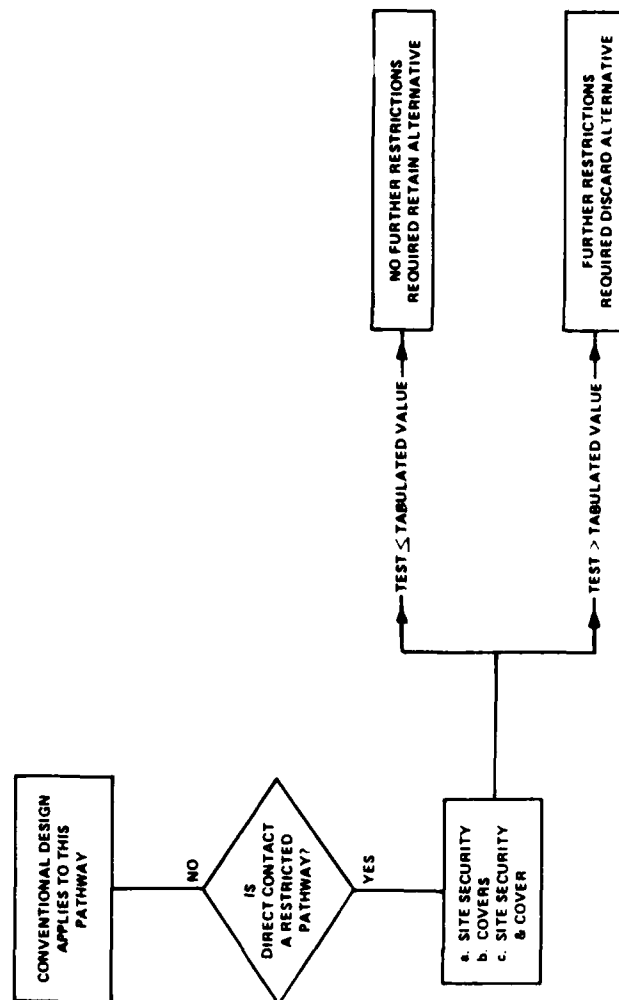 CONVENTIONAL DESIGN
APPLIES TO THIS
PATHWAY
NO
IS
DIRECT CONTACT
A RESTRICTED
PATHWAY?
YES
a. SITE SECURITY
b. COVERS
c. SITE SECURITY
& COVER
TEST ≤ TABULATED VALUE
NO FURTHER RESTRICTIONS
REQUIRED RETAIN ALTERNATIVE
TEST > TABULATED VALUE
FURTHER RESTRICTIONS
REQUIRED DISCARD ALTERNATIVE